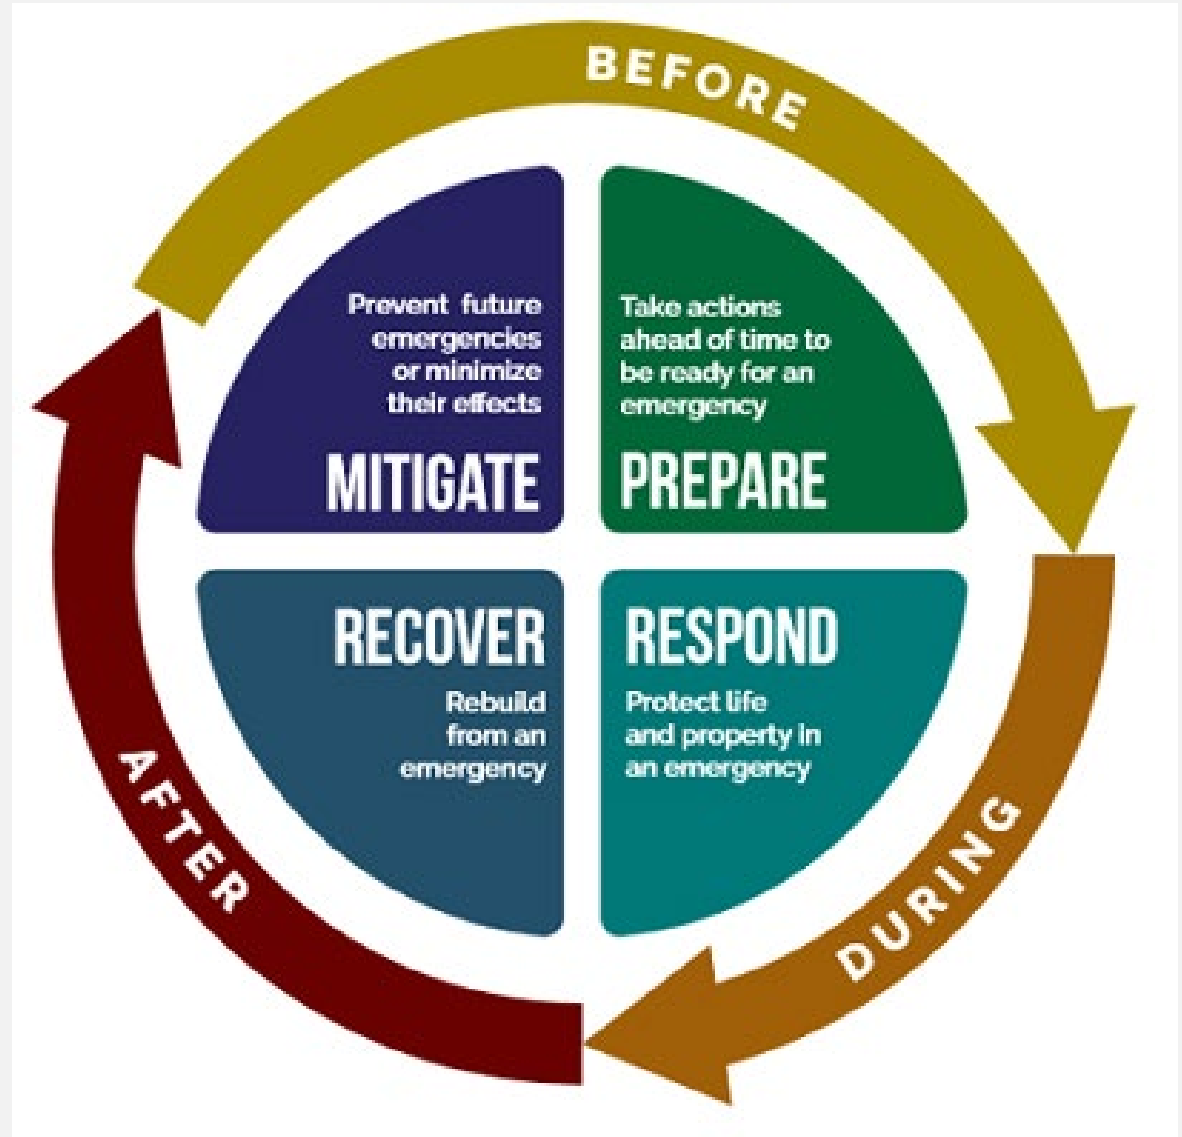 BEFORE
Prevent future
emergencies
or minimize
their effects
MITIGATE
Take actions
ahead of time to
be ready for an
emergency
PREPARE
RESPOND
Protect life
and property in
an emergency
DURING
RECOVER
Rebuild
from an
emergency
AFTER